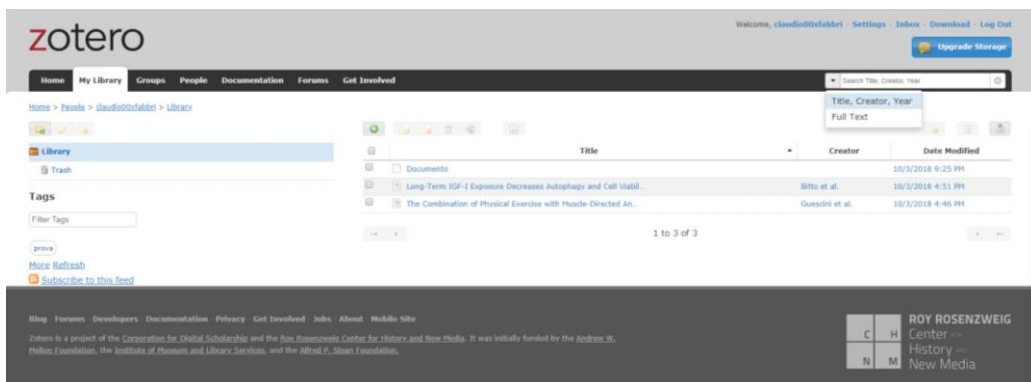 Welcome, claudio00xfabbri · Settings · Inbox · Download · Log Out
zotero
Upgrade Storage
Home My Library Groups People Documentation Forums Get Involved
Search Title, Creator, Year
Home > People > claudio00xfabbri > Library
Title, Creator, Year
Full Text
Library
Trash
Title Creator Date Modified
Documento 10/3/2018 9:25 PM
Long-Term IGF-I Exposure Decreases Autophagy and Cell Viabil... Bitto et al. 10/3/2018 4:51 PM
The Combination of Physical Exercise with Muscle-Directed An... Guescini et al. 10/3/2018 4:46 PM
Tags
Filter Tags
1 to 3 of 3
prova
More Refresh
Subscribe to this feed
Blog · Forums · Developers · Documentation · Privacy · Get Involved · Jobs · About · Mobile Site
Zotero is a project of the Corporation for Digital Scholarship and the Roy Rosenzweig Center for History and New Media. It was initially funded by the Andrew W.
Mellon Foundation, the Institute of Museum and Library Services, and the Alfred P. Sloan Foundation.
C H
N M
ROY ROSENZWEIG
Center
History
New Media